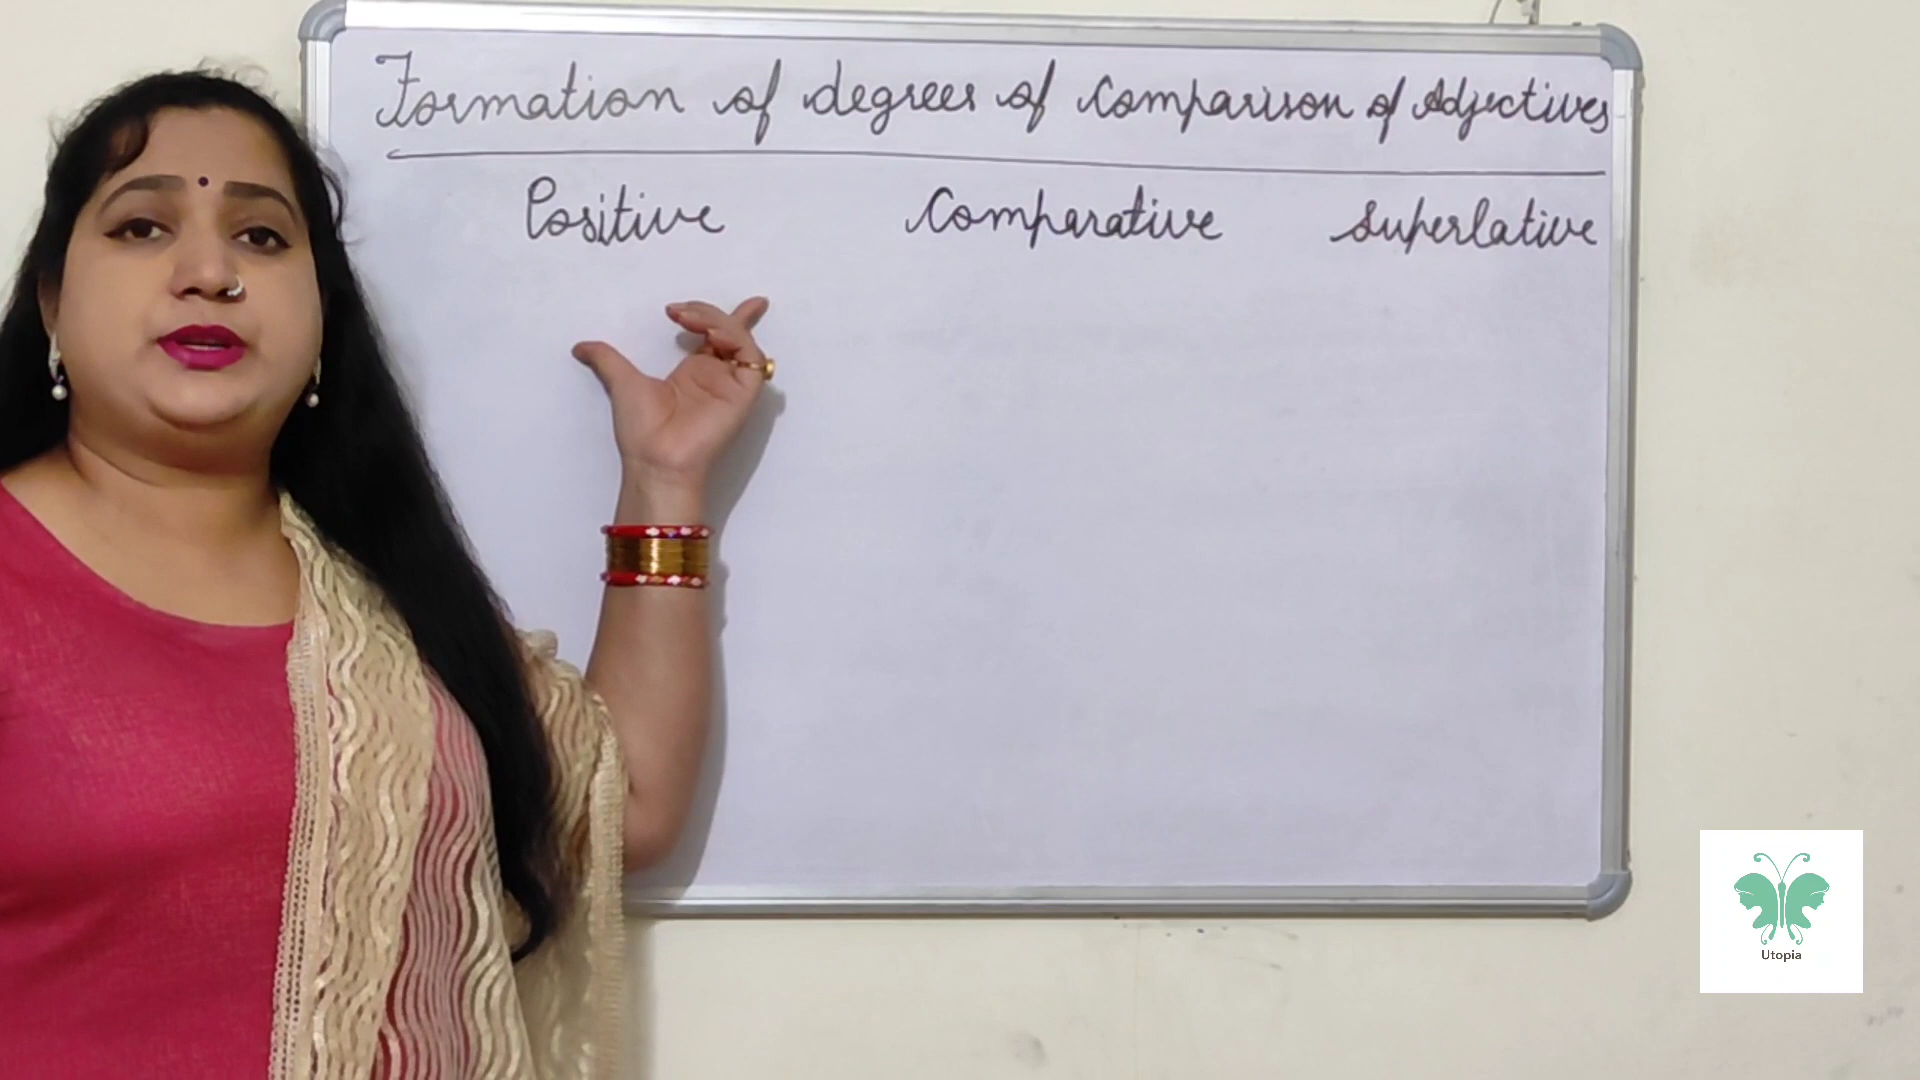 Formation of degrees of Comparison of Adjectives
Positive Comparative Superlative
Utopia